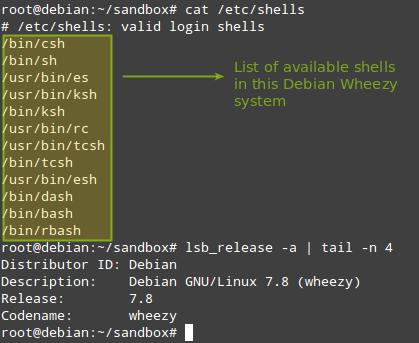 root@debian:~/sandbox# cat /etc/shells
# /etc/shells: valid login shells
/bin/csh
/bin/sh
/usr/bin/es
/usr/bin/ksh
/bin/ksh
/usr/bin/rc
/usr/bin/tcsh
/bin/tcsh
/usr/bin/esh
/bin/dash
/bin/bash
/bin/rbash
List of available shells
in this Debian Wheezy
system
root@debian:~/sandbox# lsb_release -a | tail -n 4
Distributor ID: Debian
Description:    Debian GNU/Linux 7.8 (wheezy)
Release:        7.8
Codename:       wheezy
root@debian:~/sandbox#